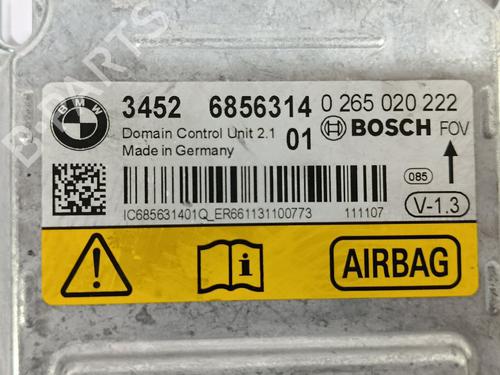 B-PARTS
BMW
3452 6856314 0 265 020 222
Domain Control Unit 2.1 01 BOSCH FOV
Made in Germany
085
IC685631401Q_ER661131100773 111107 V-1.3
i AIRBAG